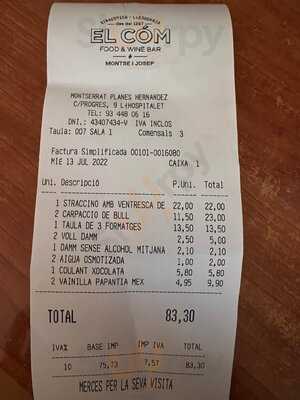 XARCUTERIA - LLEGUMERIA
des del 1987
EL CÓM
FOOD & WINE BAR
MONTSE I JOSEP
MONTSERRAT PLANES HERNANDEZ
C/PROGRES, 9 L·HOSPITALET
TEL: 93 448 06 16
DNI.: 43407434-V IVA INCLOS
Taula: 007 SALA 1 Comensals 3
Factura Simplificada 00101-0016080
MIE 13 JUL 2022 CAIXA 1
Uni. Descripció P.Uni. Total
1 STRACCINO AMB VENTRESCA DE 22,00 22,00
2 CARPACCIO DE BULL 11,50 23,00
1 TAULA DE 3 FORMATGES 13,50 13,50
2 VOLL DAMM 2,50 5,00
1 DAMM SENSE ALCOHOL MITJANA 2,10 2,10
2 AIGUA OSMOTIZADA 1,00 2,00
1 COULANT XOCOLATA 5,80 5,80
2 VAINILLA PAPANTIA MEX 4,95 9,90
TOTAL 83,30
IVA% BASE IMP IMP IVA TOTAL
10 75,73 7,57 83,30
MERCES PER LA SEVA VISITA